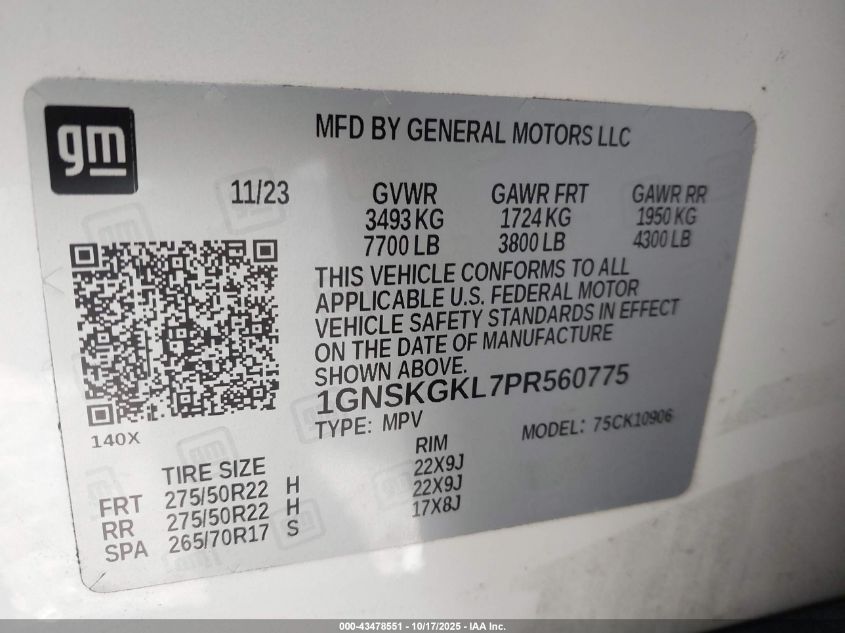 gm
MFD BY GENERAL MOTORS LLC
11/23 GVWR GAWR FRT GAWR RR
3493 KG 1724 KG 1950 KG
7700 LB 3800 LB 4300 LB
THIS VEHICLE CONFORMS TO ALL
APPLICABLE U.S. FEDERAL MOTOR
VEHICLE SAFETY STANDARDS IN EFFECT
ON THE DATE OF MANUFACTURE
SHOWN ABOVE.
1GNSKGKL7PR560775
140X
TYPE: MPV MODEL: 75CK10906
TIRE SIZE RIM
FRT 275/50R22 H 22X9J
RR 275/50R22 H 22X9J
SPA 265/70R17 S 17X8J
000-43478551 - 10/17/2025 - IAA Inc.